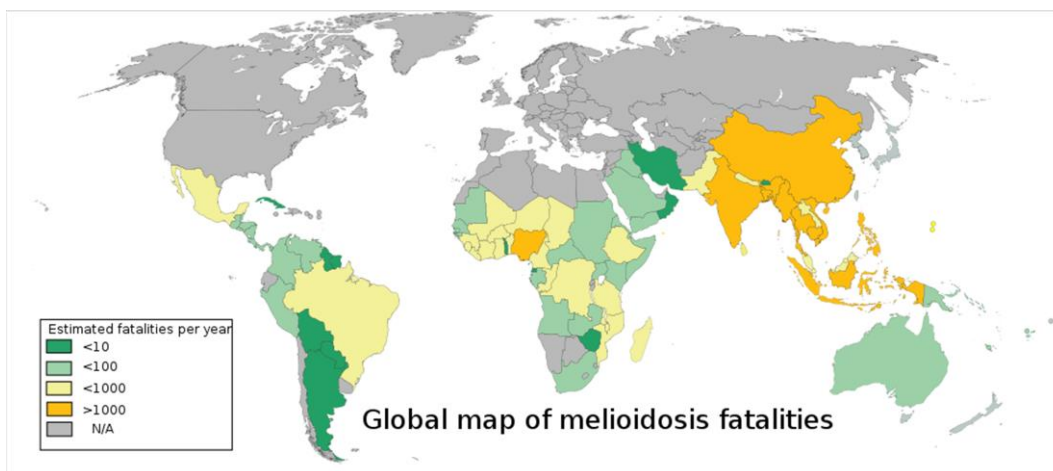 Estimated fatalities per year
<10
<100
<1000
>1000
N/A
Global map of melioidosis fatalities